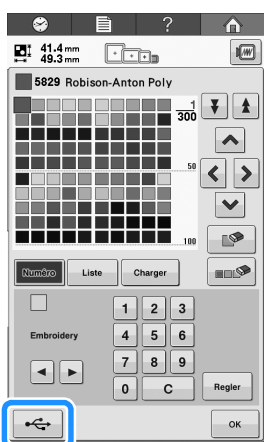 ?
41.4 mm
49.3 mm
5829 Robison-Anton Poly
1
300
50
100
Numéro Liste Charger
Embroidery
1 2 3
4 5 6
7 8 9
0 C
Regler
OK